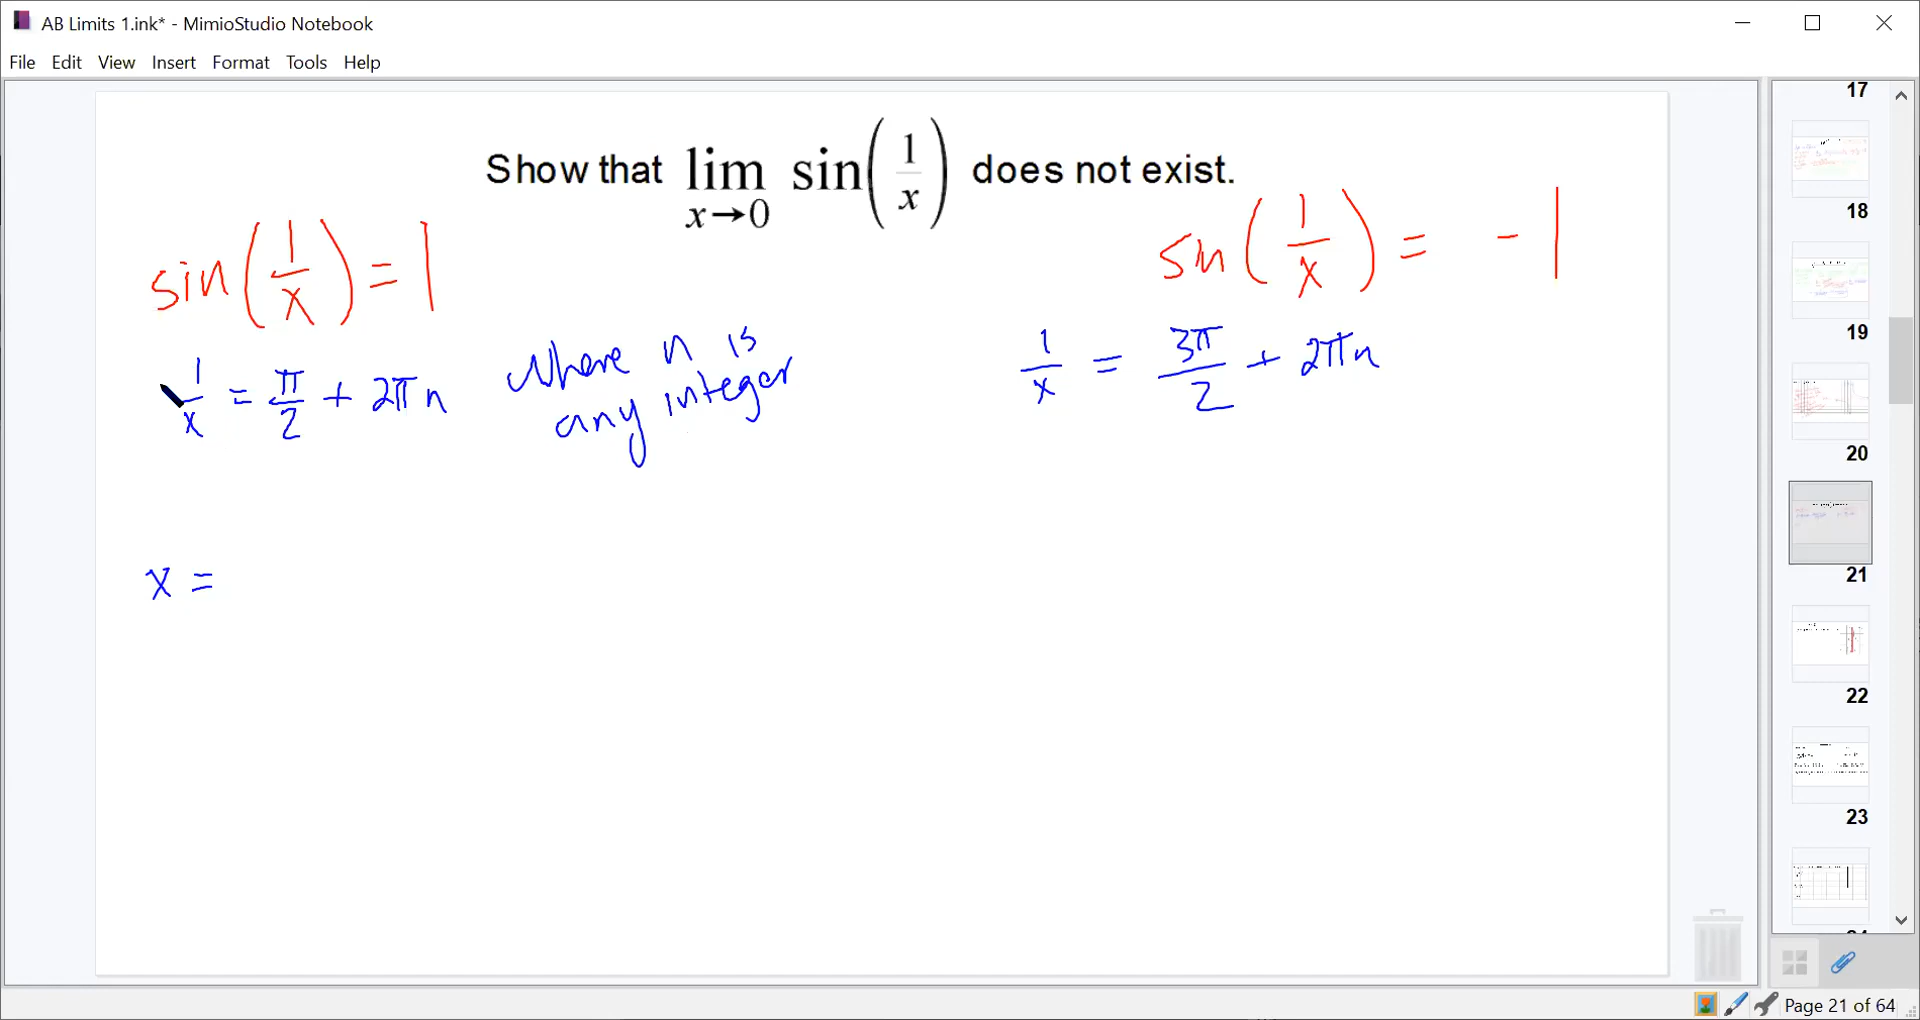 AB Limits 1.ink* - MimioStudio Notebook
File Edit View Insert Format Tools Help
Show that lim x→0 sin(1/x) does not exist.
sin(1/x) = 1
sin(1/x) = -1
1/x = π/2 + 2πn
where n is
any integer
1/x = 3π/2 + 2πn
x =
17
18
19
20
21
22
23
Page 21 of 64